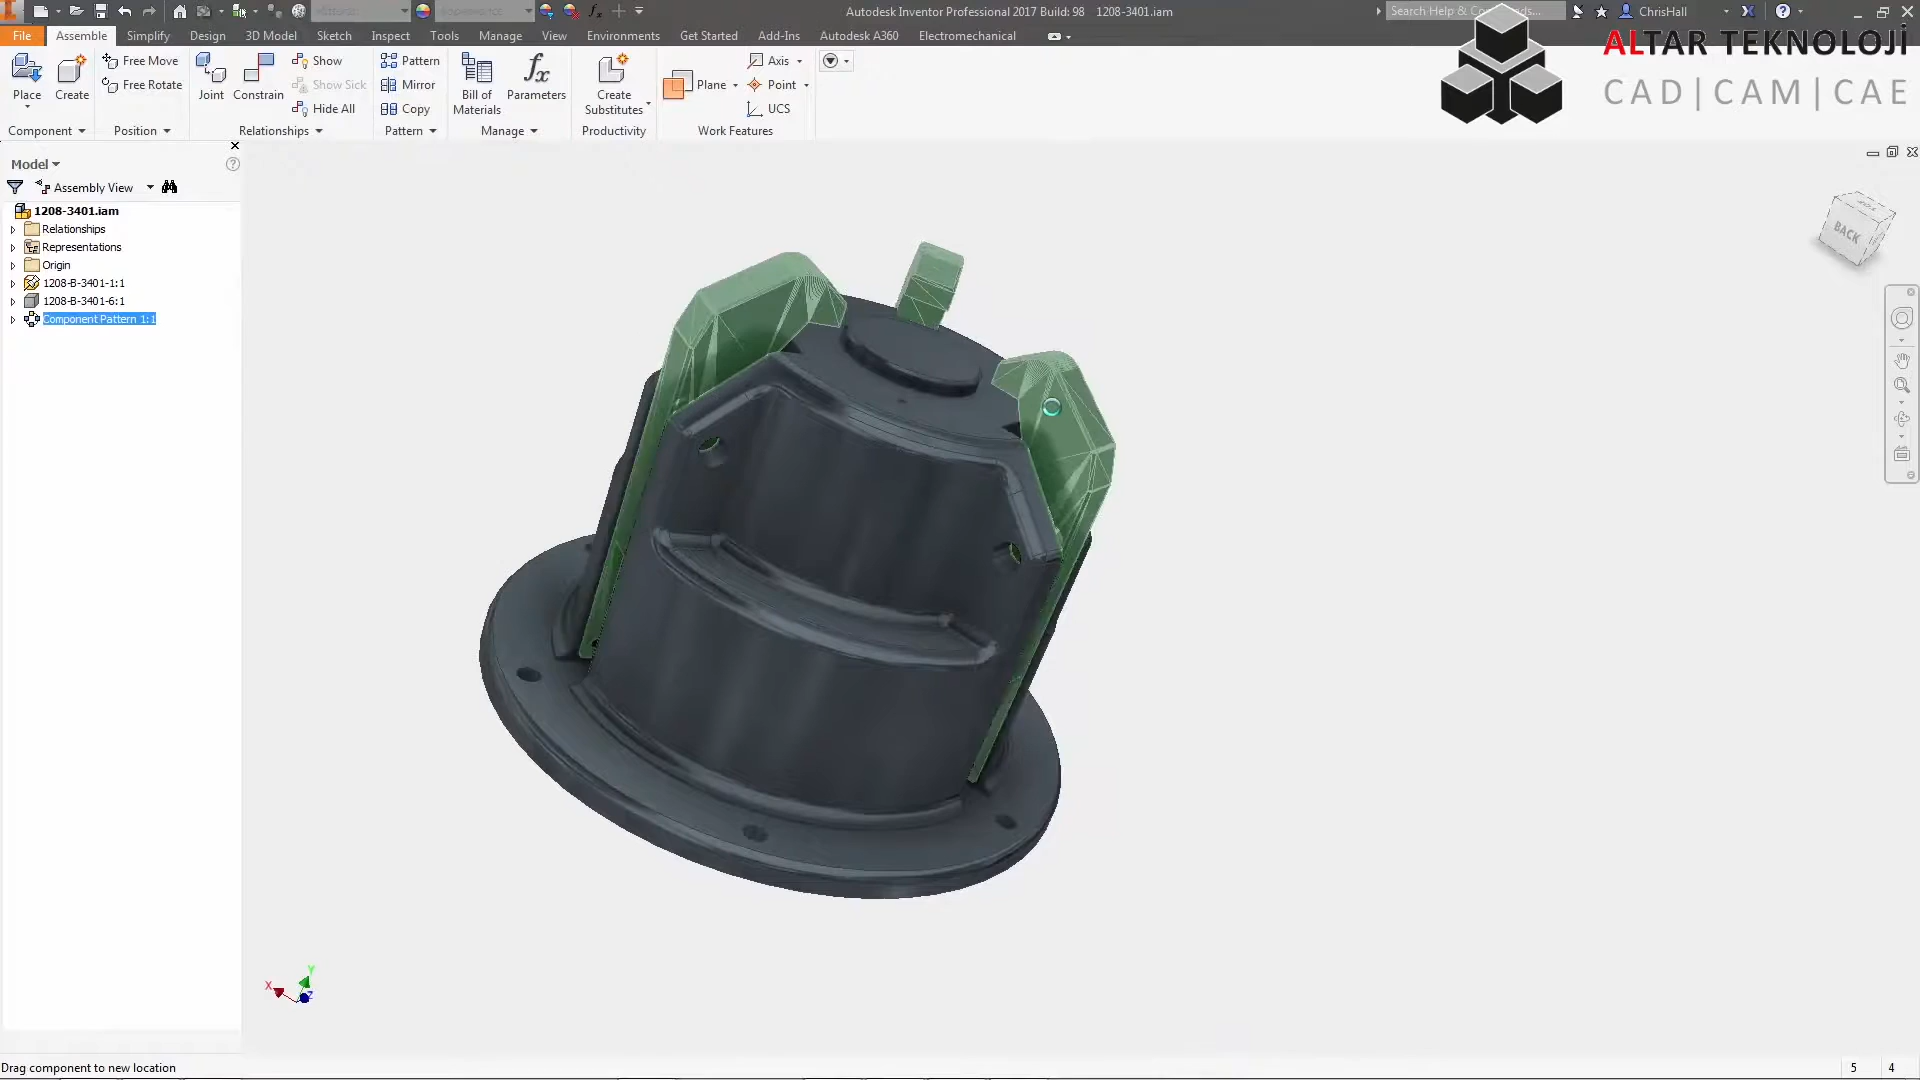 Autodesk Inventor Professional 2017 Build: 98 1208-3401.iam
Search Help & Commands...
ChrisHall
File Assemble Simplify Design 3D Model Sketch Inspect Tools Manage View Environments Get Started Add-Ins Autodesk A360 Electromechanical
ALTAR TEKNOLOJİ
CAD|CAM|CAE
Place
Create
Free Move
Free Rotate
Joint
Constrain
Show
Show Sick
Hide All
Pattern
Mirror
Copy
Bill of
Materials
fx
Parameters
Create
Substitutes
Plane
Axis
Point
UCS
Component Position Relationships Pattern Manage Productivity Work Features
Model
Assembly View
1208-3401.iam
Relationships
Representations
Origin
1208-B-3401-1:1
1208-B-3401-6:1
Component Pattern 1:1
BACK
X
Y
Z
Drag component to new location
5 4